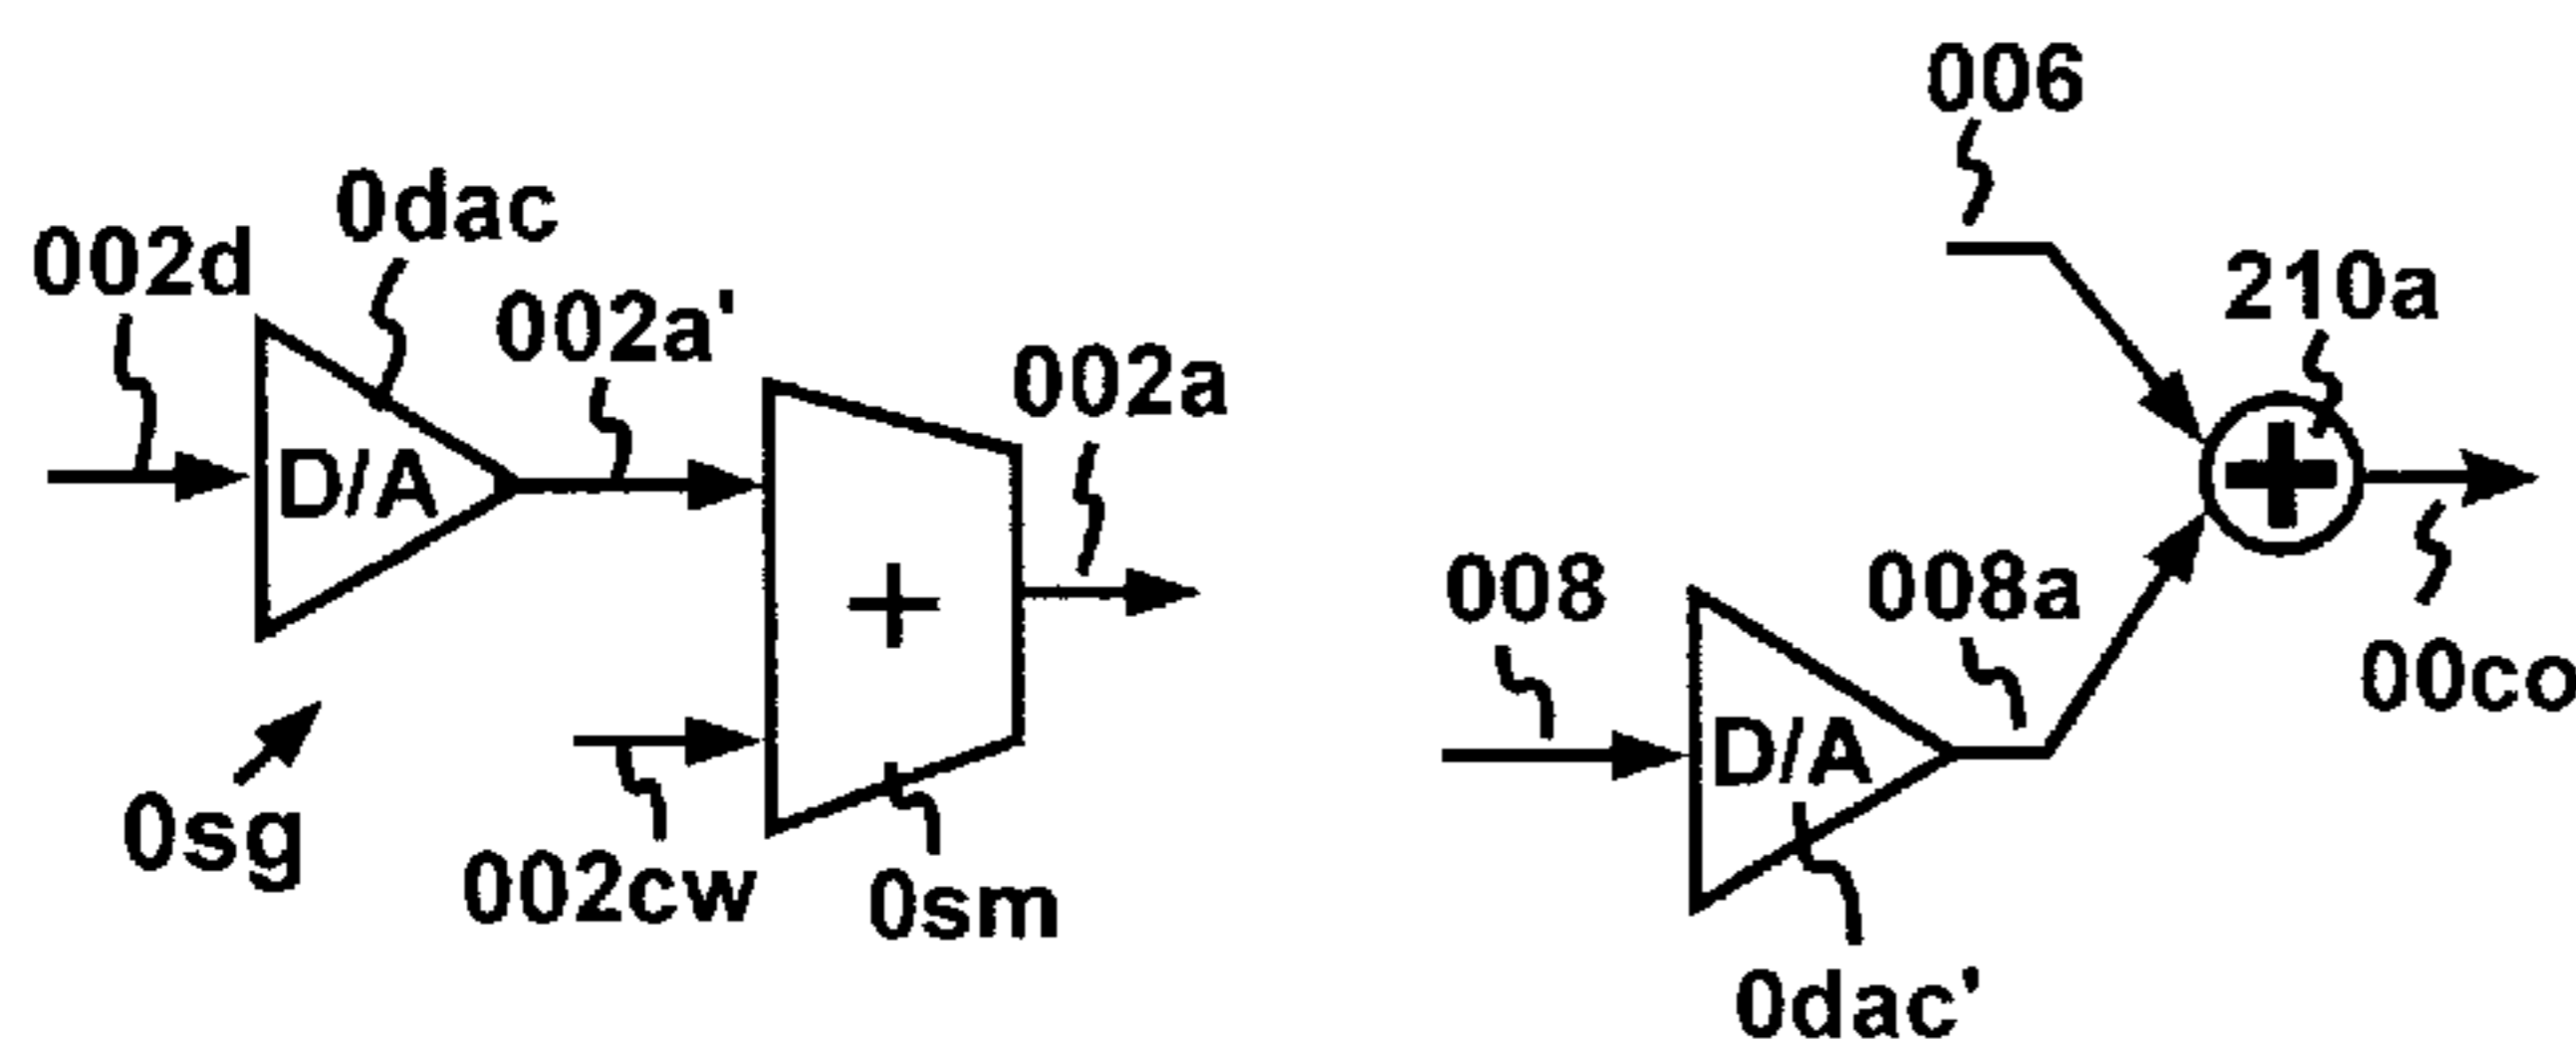 006
0dac
002d
210a
002a'
002a
D/A
+
+
008
008a
00co
D/A
0sg
002cw
0sm
0dac'